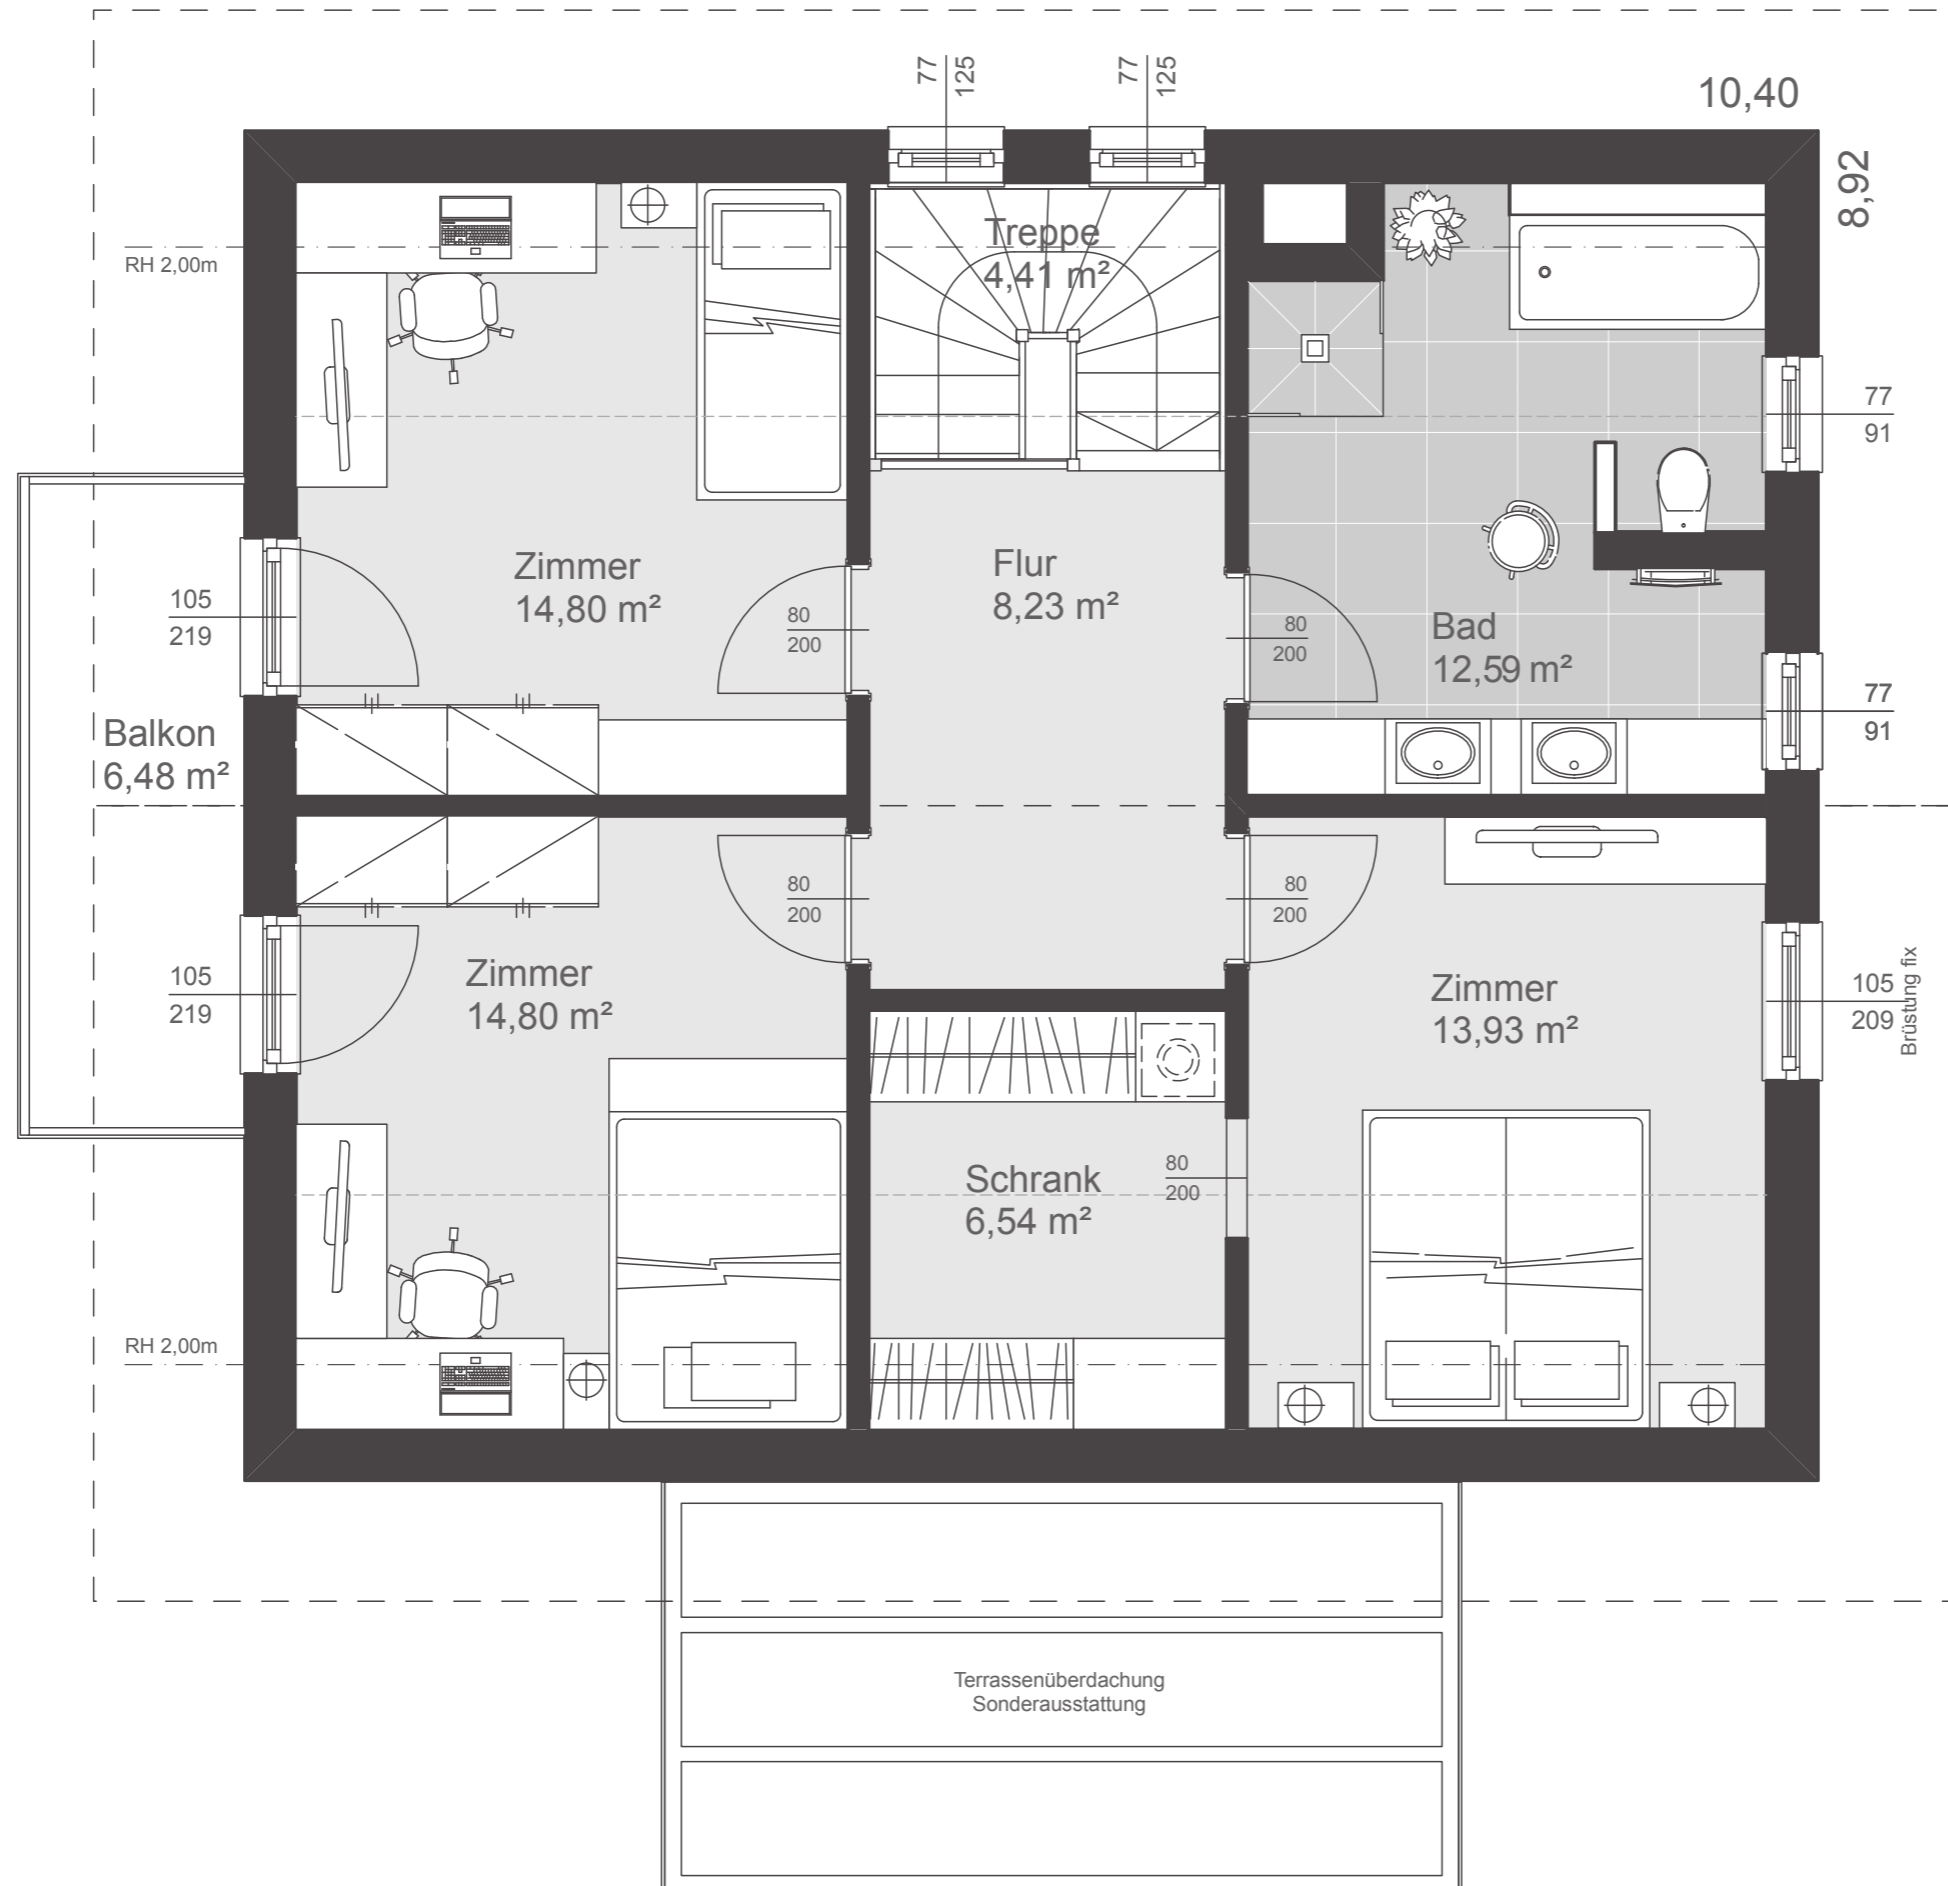 77
125
77
125
10,40
8,92
RH 2,00m
Treppe
4,41 m²
77
91
Zimmer
14,80 m²
Flur
8,23 m²
105
219
80
200
80
200
Bad
12,59 m²
77
91
Balkon
6,48 m²
80
200
80
200
Zimmer
14,80 m²
105
219
Zimmer
13,93 m²
105
209
Brüstung fix
Schrank
6,54 m²
80
200
RH 2,00m
Terrassenüberdachung
Sonderausstattung